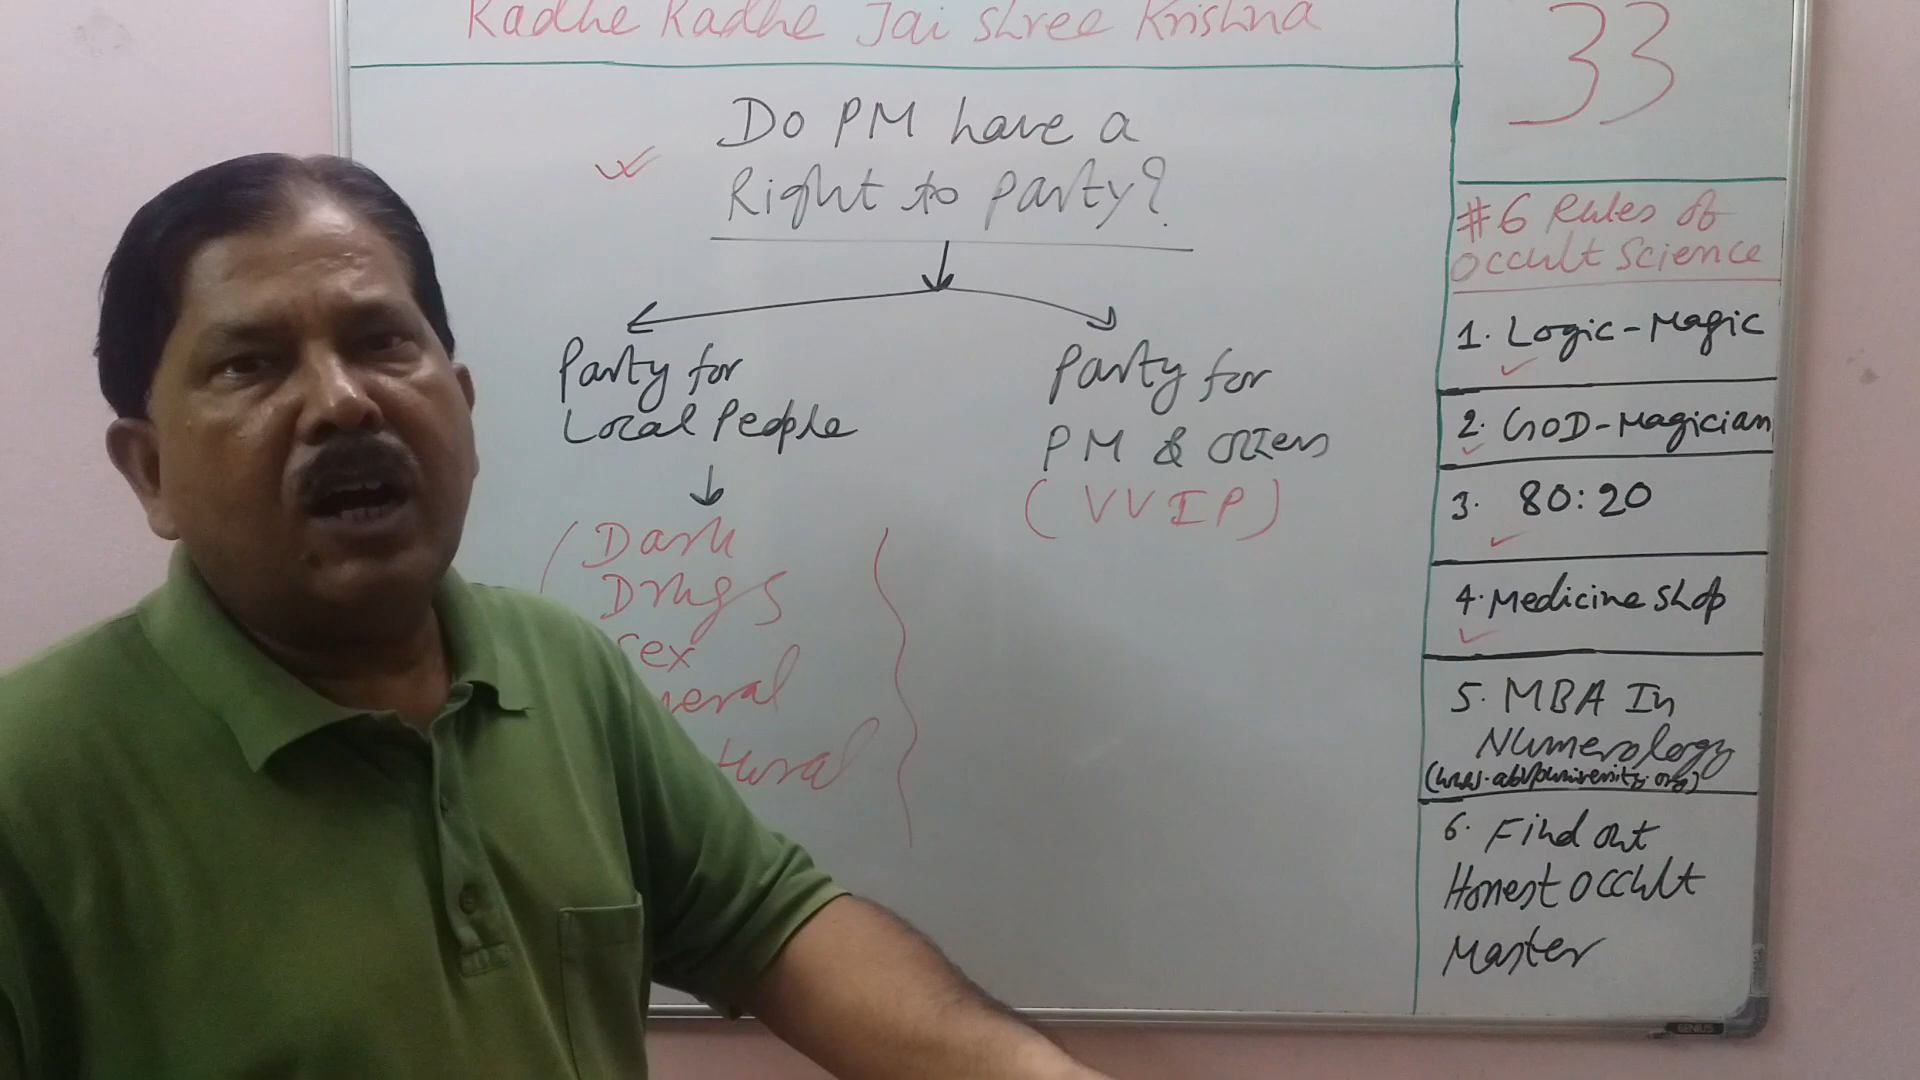 Radhe Radhe Jai Shree Krishna
33
Do PM have a
Right to Party?
Party for
Local People
Party for
PM & others
(VVIP)
Dark
Drugs
Sex
#6 Rules of
Occult Science
1. Logic-Magic
2. GOD-Magician
3. 80:20
4. Medicine Shop
5. MBA In
Numerology
6. Find out
Honest Occult
Master
GENIUS